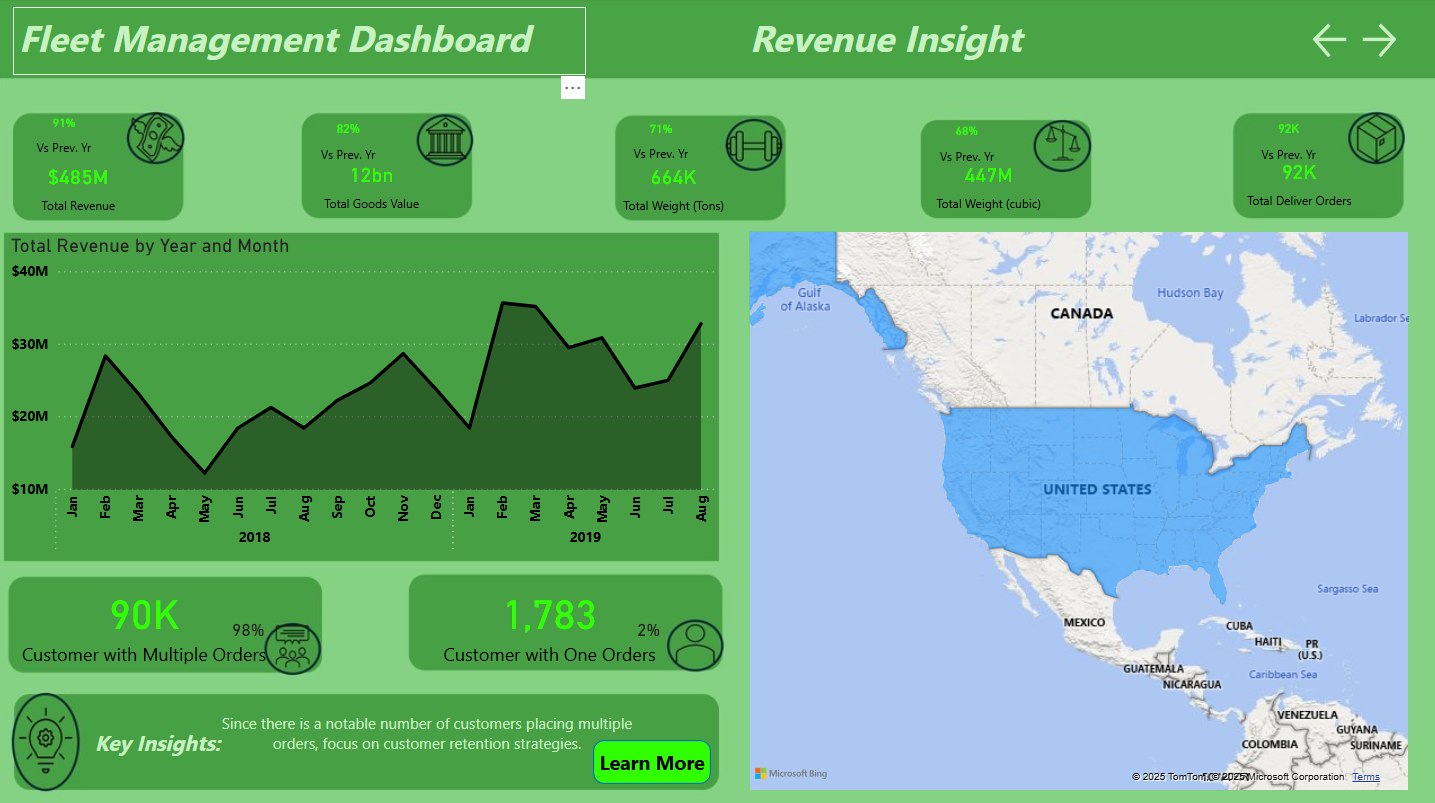 Fleet Management Dashboard
Revenue Insight
...
91%
Vs Prev. Yr
$485M
Total Revenue
82%
Vs Prev. Yr
12bn
Total Goods Value
71%
Vs Prev. Yr
664K
Total Weight (Tons)
68%
Vs Prev. Yr
447M
Total Weight (cubic)
92K
Vs Prev. Yr
92K
Total Deliver Orders
Total Revenue by Year and Month
$40M
$30M
$20M
$10M
Jan Feb Mar Apr May Jun Jul Aug Sep Oct Nov Dec Jan Feb Mar Apr May Jun Jul Aug
2018 2019
90K
98%
Customer with Multiple Orders
1,783
2%
Customer with One Orders
Key Insights:
Since there is a notable number of customers placing multiple
orders, focus on customer retention strategies.
Learn More
Gulf
of Alaska
Hudson Bay
CANADA
Labrador Se
UNITED STATES
Sargasso Sea
MEXICO
CUBA
HAITI
PR
(U.S.)
GUATEMALA
Caribbean Sea
NICARAGUA
VENEZUELA
GUYANA
COLOMBIA
SURINAME
Microsoft Bing
© 2025 TomTom, © 2025 Microsoft Corporation Terms